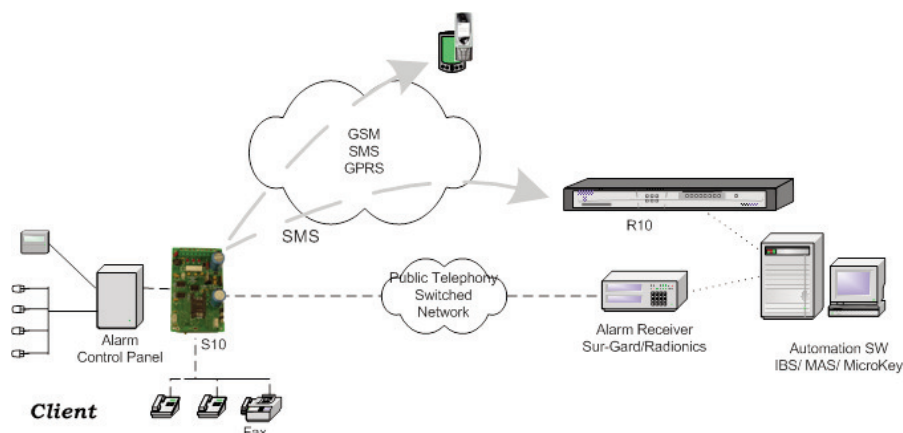 GSM
SMS
GPRS
SMS
R10
Public Telephony
Switched
Network
Alarm
Control Panel
S10
Alarm Receiver
Sur-Gard/Radionics
Automation SW
IBS/ MAS/ MicroKey
Client
Fax